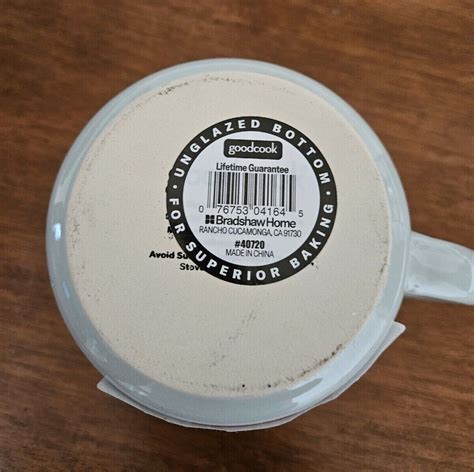 UNGLAZED BOTTOM
FOR SUPERIOR BAKING
goodcook
Lifetime Guarantee
0 76753 04164 5
Bradshaw Home
RANCHO CUCAMONGA, CA 91730
#40720
MADE IN CHINA
Avoid